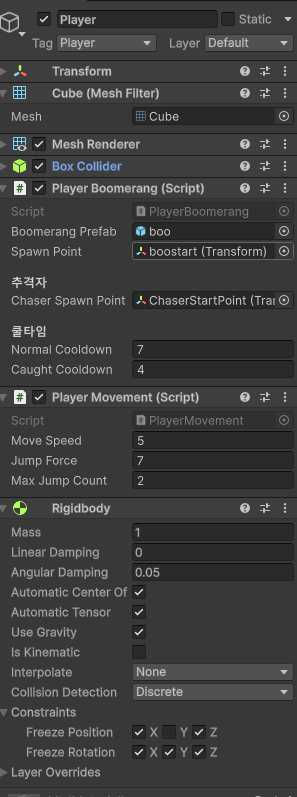 Player Static
Tag Player Layer Default
Transform
Cube (Mesh Filter)
Mesh Cube
Mesh Renderer
Box Collider
Player Boomerang (Script)
Script PlayerBoomerang
Boomerang Prefab boo
Spawn Point boostart (Transform)
추격자
Chaser Spawn Point ChaserStartPoint (Tran
쿨타임
Normal Cooldown 7
Caught Cooldown 4
Player Movement (Script)
Script PlayerMovement
Move Speed 5
Jump Force 7
Max Jump Count 2
Rigidbody
Mass 1
Linear Damping 0
Angular Damping 0.05
Automatic Center Of
Automatic Tensor
Use Gravity
Is Kinematic
Interpolate None
Collision Detection Discrete
Constraints
Freeze Position X Y Z
Freeze Rotation X Y Z
Layer Overrides